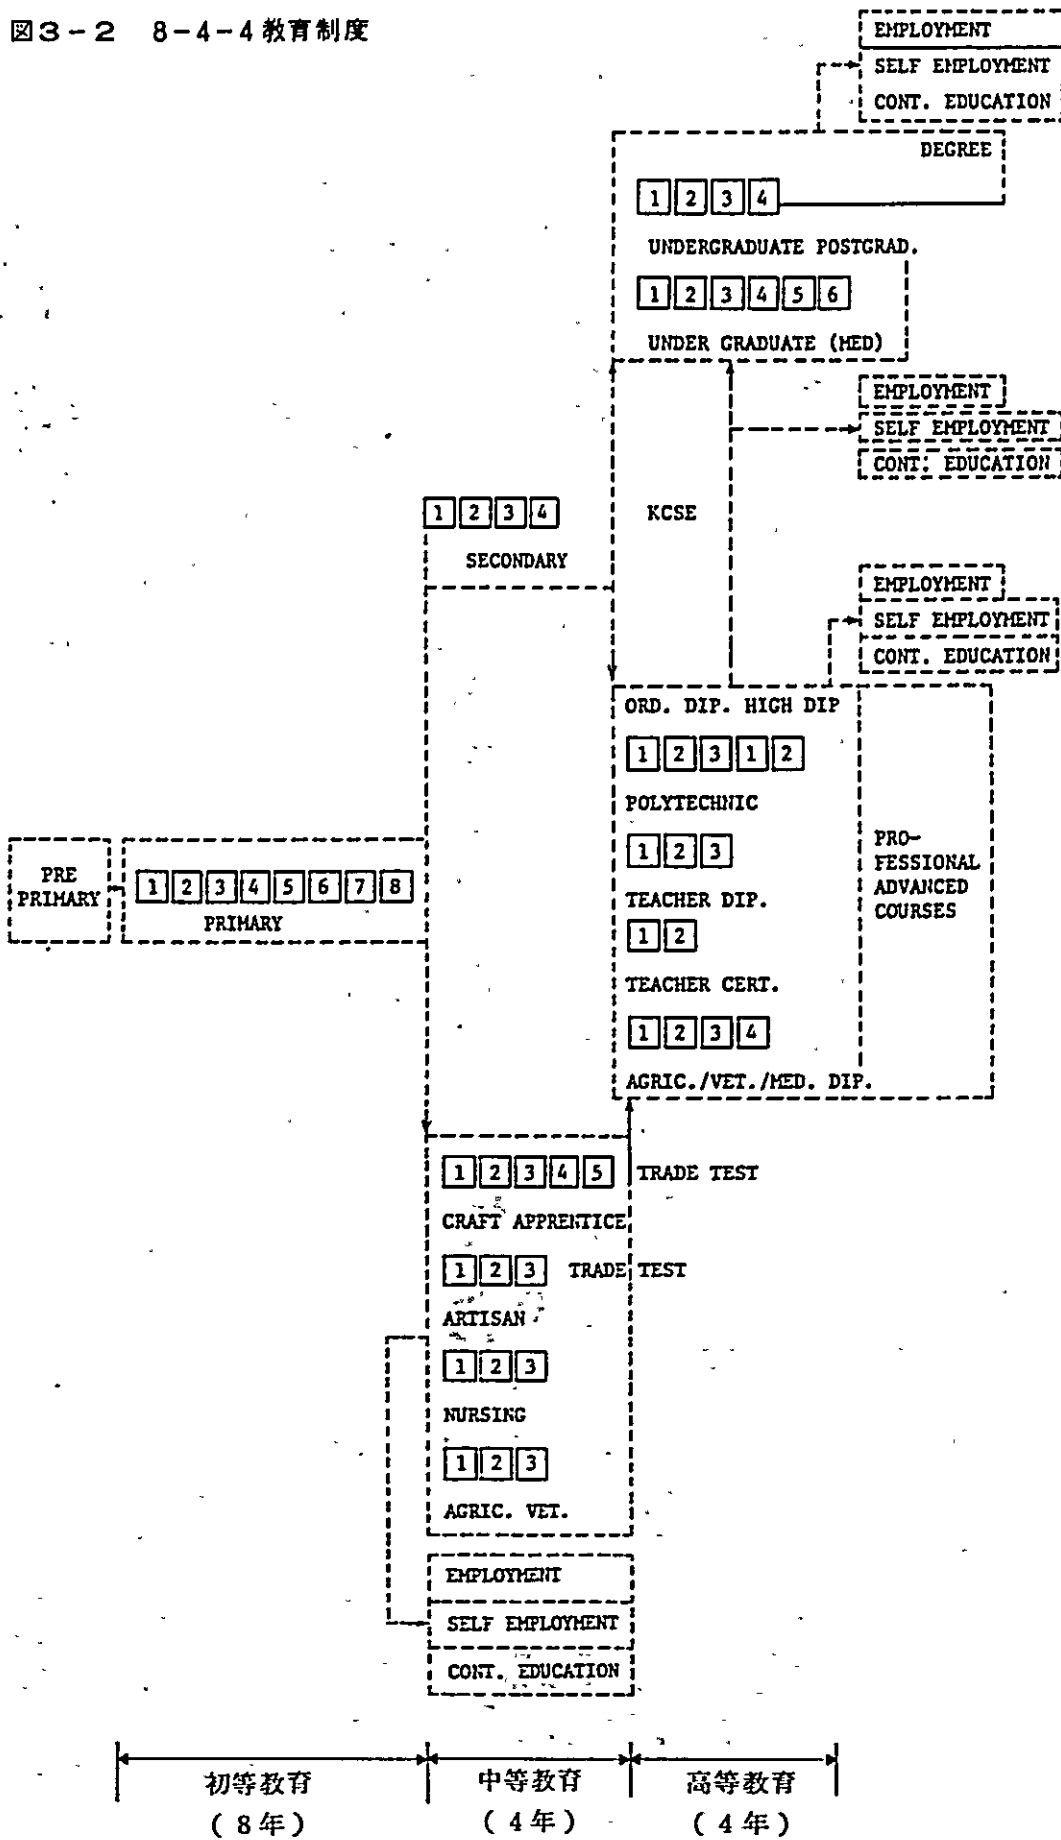 図3-2 8-4-4教育制度
EMPLOYMENT
SELF EMPLOYMENT
CONT. EDUCATION
DEGREE
1 2 3 4
UNDERGRADUATE POSTGRAD.
1 2 3 4 5 6
UNDER GRADUATE (MED)
EMPLOYMENT
SELF EMPLOYMENT
CONT. EDUCATION
1 2 3 4
KCSE
SECONDARY
EMPLOYMENT
SELF EMPLOYMENT
CONT. EDUCATION
ORD. DIP. HIGH DIP
1 2 3 1 2
POLYTECHNIC
1 2 3
TEACHER DIP.
1 2
TEACHER CERT.
1 2 3 4
AGRIC./VET./MED. DIP.
PRO-
FESSIONAL
ADVANCED
COURSES
PRE
PRIMARY
1 2 3 4 5 6 7 8
PRIMARY
1 2 3 4 5 TRADE TEST
CRAFT APPRENTICE
1 2 3 TRADE TEST
ARTISAN
1 2 3
NURSING
1 2 3
AGRIC. VET.
EMPLOYMENT
SELF EMPLOYMENT
CONT. EDUCATION
初等教育
(8年)
中等教育
(4年)
高等教育
(4年)